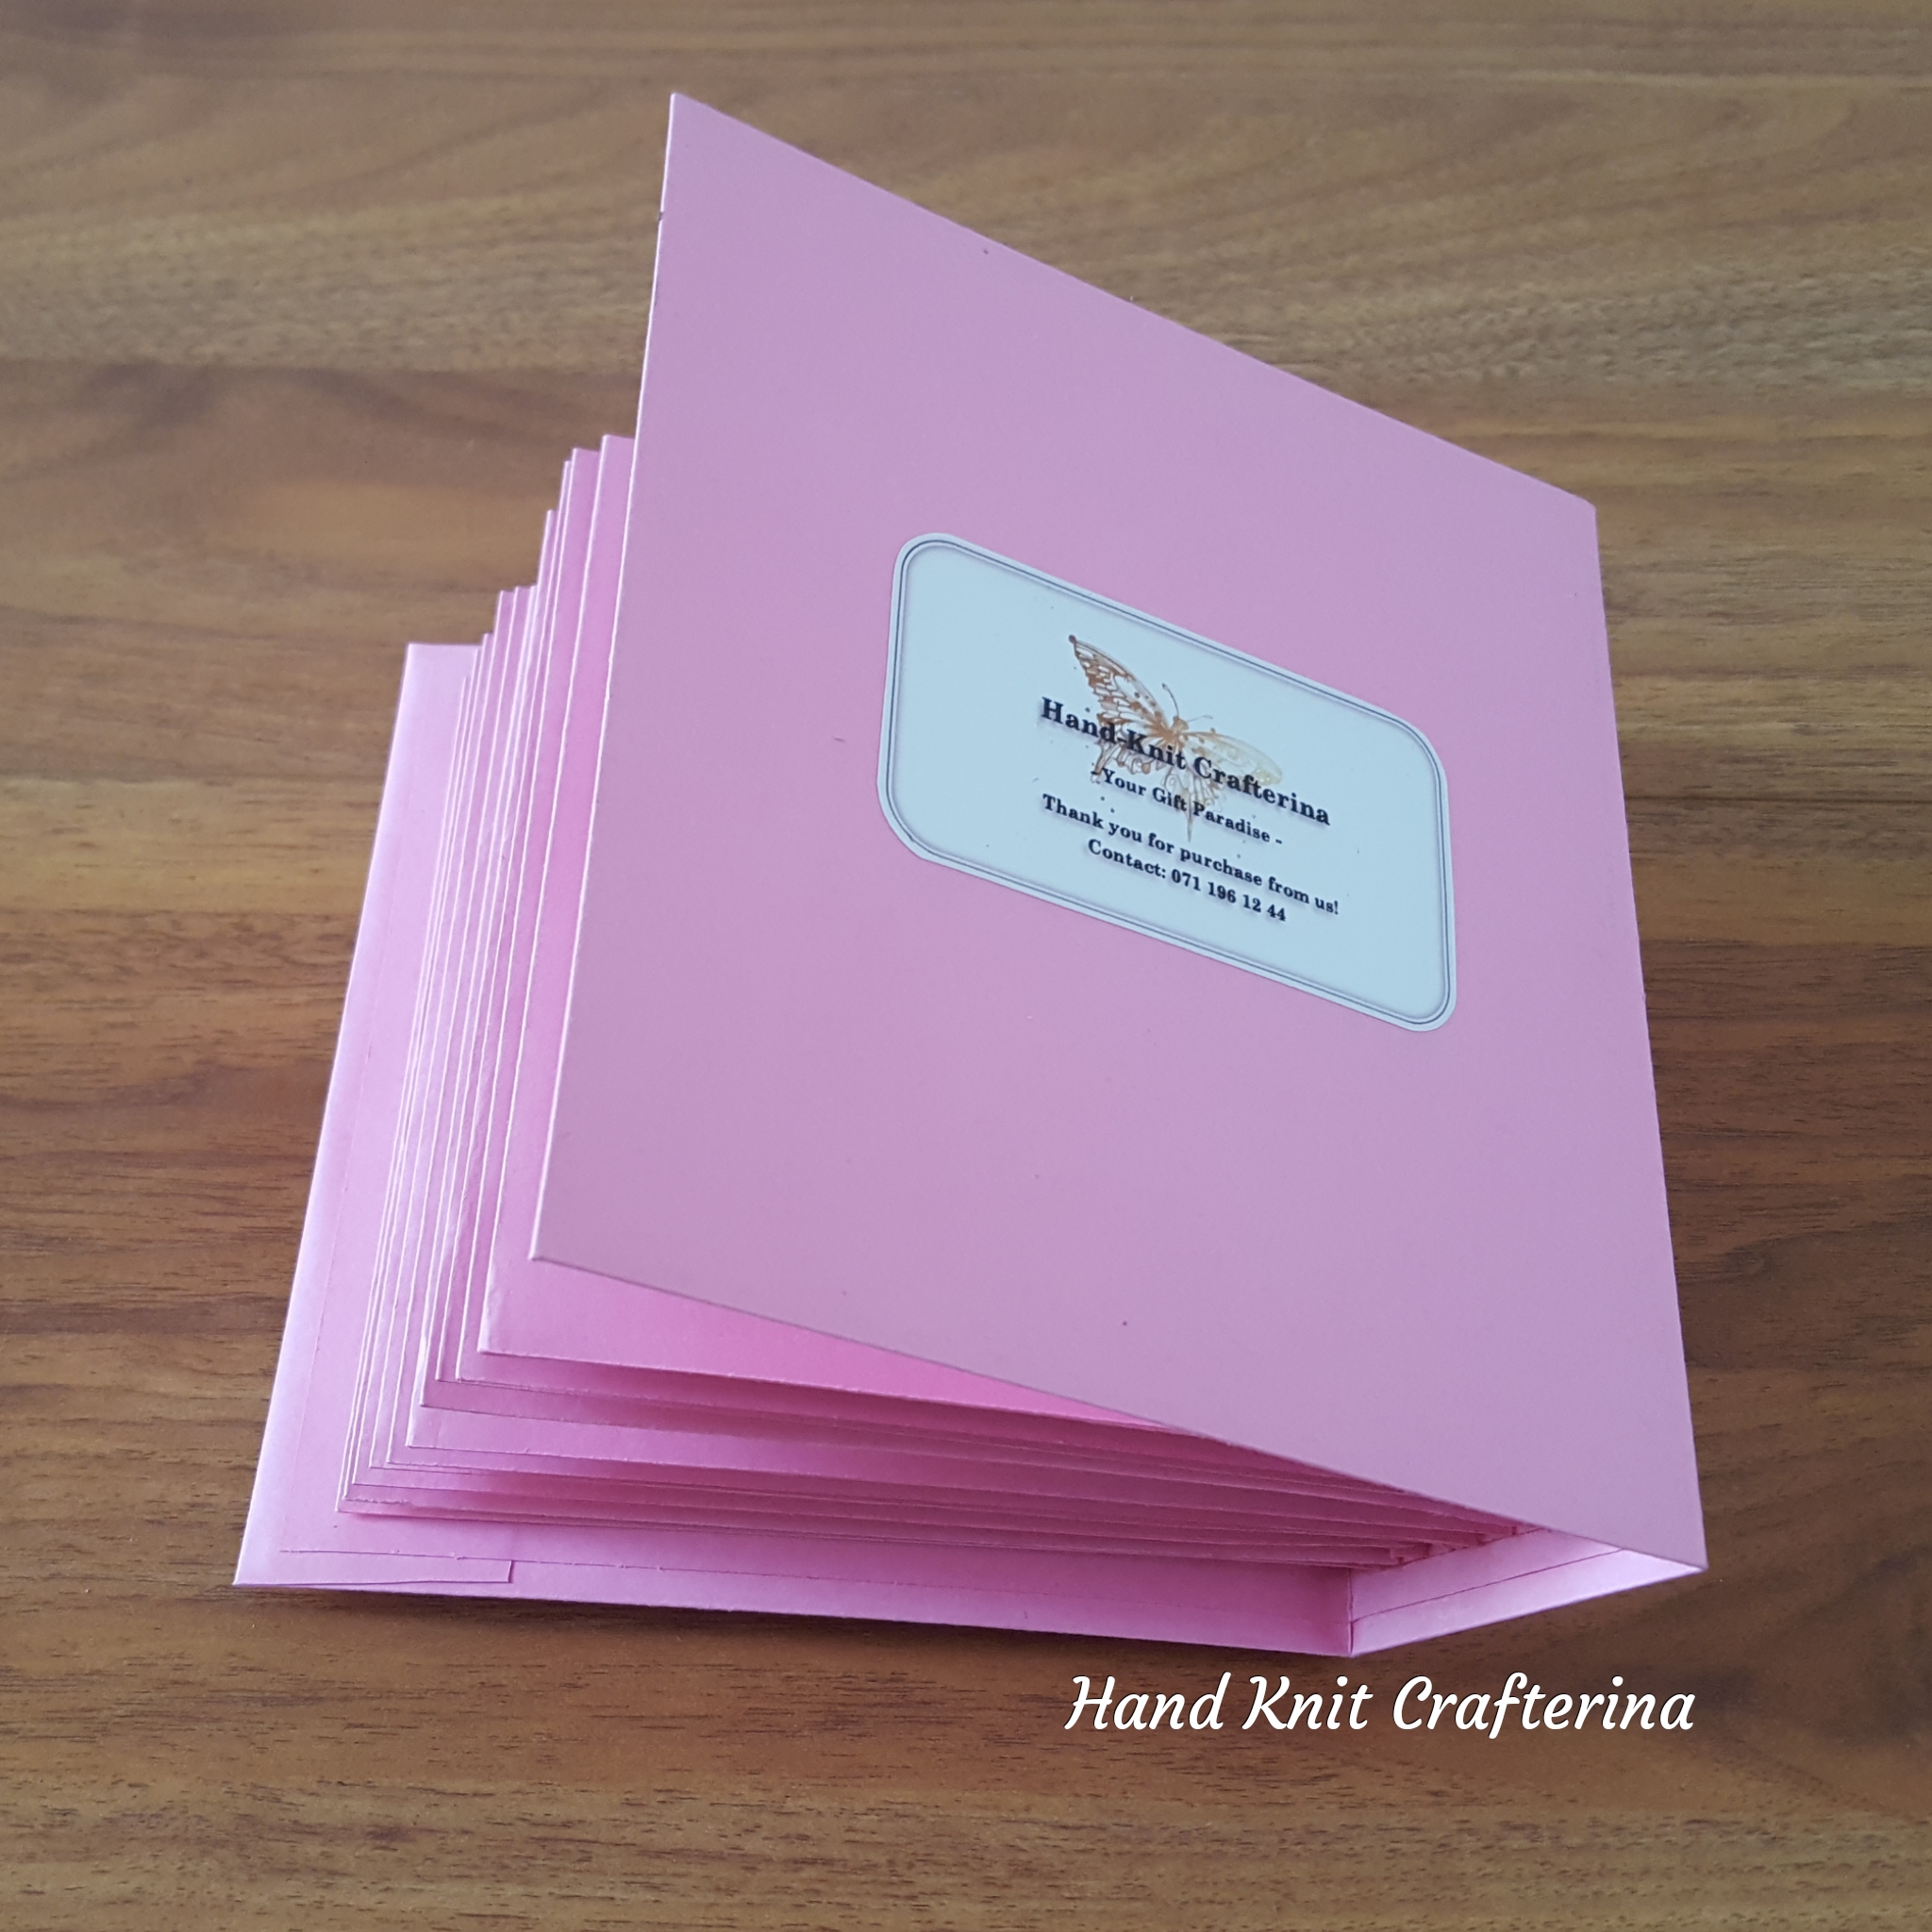 Hand-Knit Crafterina
- Your Gift Paradise -
Thank you for purchase from us!
Contact: 071 196 12 44
Hand Knit Crafterina